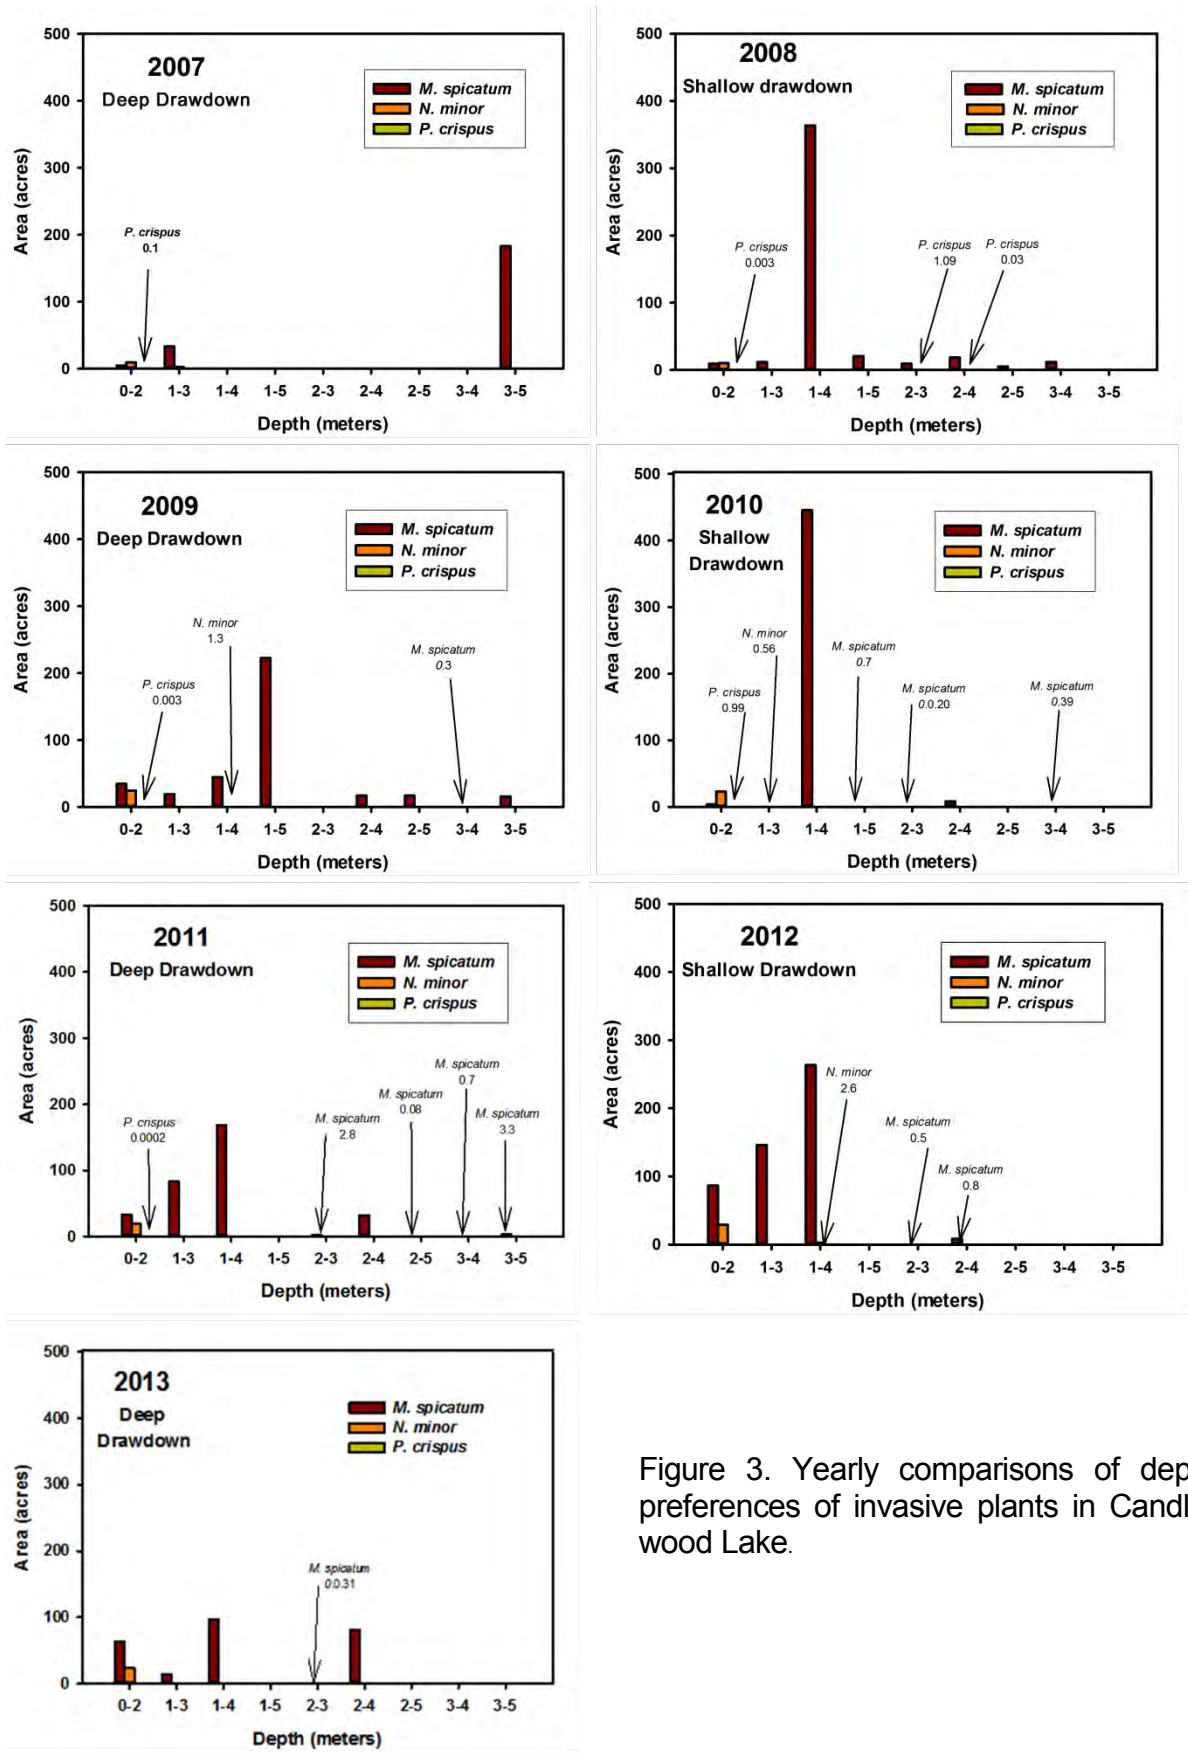 500
400
300
200
100
0
Area (acres)
2007
Deep Drawdown
M. spicatum
N. minor
P. crispus
P. crispus
0.1
0-2 1-3 1-4 1-5 2-3 2-4 2-5 3-4 3-5
Depth (meters)
500
400
300
200
100
0
Area (acres)
2008
Shallow drawdown
M. spicatum
N. minor
P. crispus
P. crispus
0.003
P. crispus
1.09
P. crispus
0.03
0-2 1-3 1-4 1-5 2-3 2-4 2-5 3-4 3-5
Depth (meters)
500
400
300
200
100
0
Area (acres)
2009
Deep Drawdown
M. spicatum
N. minor
P. crispus
P. crispus
0.003
N. minor
1.3
M. spicatum
0.3
0-2 1-3 1-4 1-5 2-3 2-4 2-5 3-4 3-5
Depth (meters)
500
400
300
200
100
0
Area (acres)
2010
Shallow
Drawdown
M. spicatum
N. minor
P. crispus
P. crispus
0.99
N. minor
0.56
M. spicatum
0.7
M. spicatum
0.0.20
M. spicatum
0.39
0-2 1-3 1-4 1-5 2-3 2-4 2-5 3-4 3-5
Depth (meters)
500
400
300
200
100
0
Area (acres)
2011
Deep Drawdown
M. spicatum
N. minor
P. crispus
P. crispus
0.0002
M. spicatum
2.8
M. spicatum
0.08
M. spicatum
0.7
M. spicatum
3.3
0-2 1-3 1-4 1-5 2-3 2-4 2-5 3-4 3-5
Depth (meters)
500
400
300
200
100
0
Area (acres)
2012
Shallow Drawdown
M. spicatum
N. minor
P. crispus
N. minor
2.6
M. spicatum
0.5
M. spicatum
0.8
0-2 1-3 1-4 1-5 2-3 2-4 2-5 3-4 3-5
Depth (meters)
500
400
300
200
100
0
Area (acres)
2013
Deep
Drawdown
M. spicatum
N. minor
P. crispus
M. spicatum
0.0.31
0-2 1-3 1-4 1-5 2-3 2-4 2-5 3-4 3-5
Depth (meters)
Figure 3. Yearly comparisons of dep
preferences of invasive plants in Candl
wood Lake.